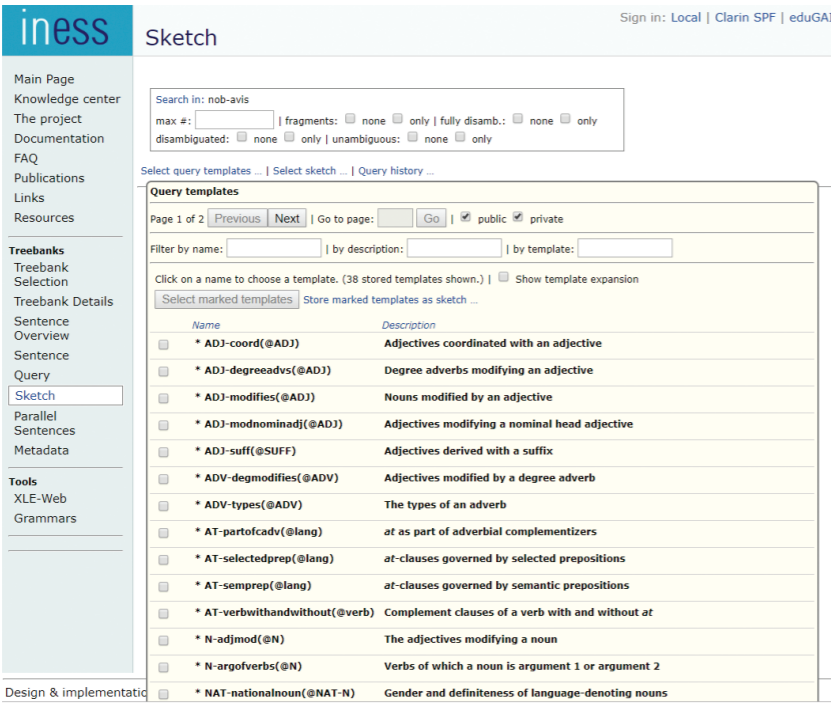 iness
Sketch
Sign in: Local | Clarin SPF | eduGAI
Main Page
Knowledge center
The project
Documentation
FAQ
Publications
Links
Resources
Treebanks
Treebank
Selection
Treebank Details
Sentence
Overview
Sentence
Query
Sketch
Parallel
Sentences
Metadata
Tools
XLE-Web
Grammars
Search in: nob-avis
max #: | fragments: none only | fully disamb.: none only
disambiguated: none only | unambiguous: none only
Select query templates ... | Select sketch ... | Query history ...
Query templates
Page 1 of 2 Previous Next | Go to page: Go | public private
Filter by name: | by description: | by template:
Click on a name to choose a template. (38 stored templates shown.) | Show template expansion
Select marked templates Store marked templates as sketch ...
Name Description
* ADJ-coord(@ADJ) Adjectives coordinated with an adjective
* ADJ-degreeadvs(@ADJ) Degree adverbs modifying an adjective
* ADJ-modifies(@ADJ) Nouns modified by an adjective
* ADJ-modnominadj(@ADJ) Adjectives modifying a nominal head adjective
* ADJ-suff(@SUFF) Adjectives derived with a suffix
* ADV-degmodifies(@ADV) Adjectives modified by a degree adverb
* ADV-types(@ADV) The types of an adverb
* AT-partofcadv(@lang) at as part of adverbial complementizers
* AT-selectedprep(@lang) at-clauses governed by selected prepositions
* AT-semprep(@lang) at-clauses governed by semantic prepositions
* AT-verbwithandwithout(@verb) Complement clauses of a verb with and without at
* N-adjmod(@N) The adjectives modifying a noun
* N-argofverbs(@N) Verbs of which a noun is argument 1 or argument 2
* NAT-nationalnoun(@NAT-N) Gender and definiteness of language-denoting nouns
Design & implementatio